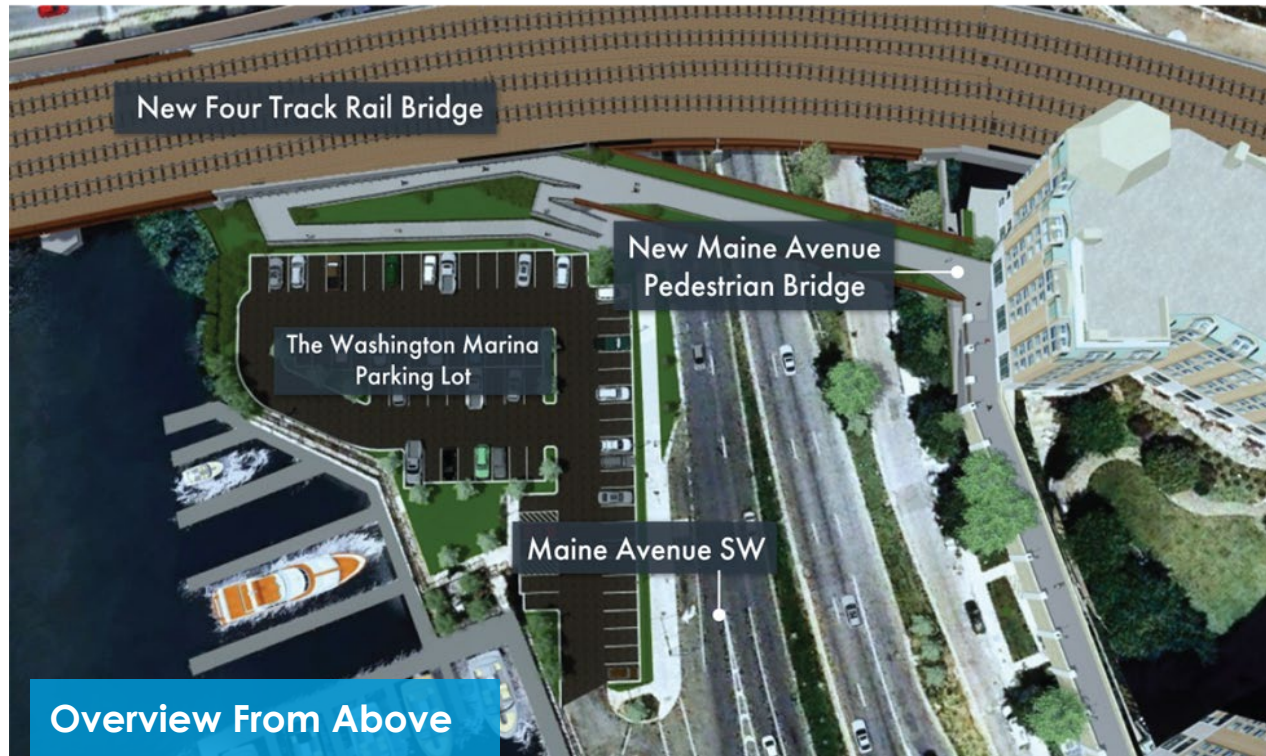 New Four Track Rail Bridge
New Maine Avenue
Pedestrian Bridge
The Washington Marina
Parking Lot
Maine Avenue SW
Overview From Above